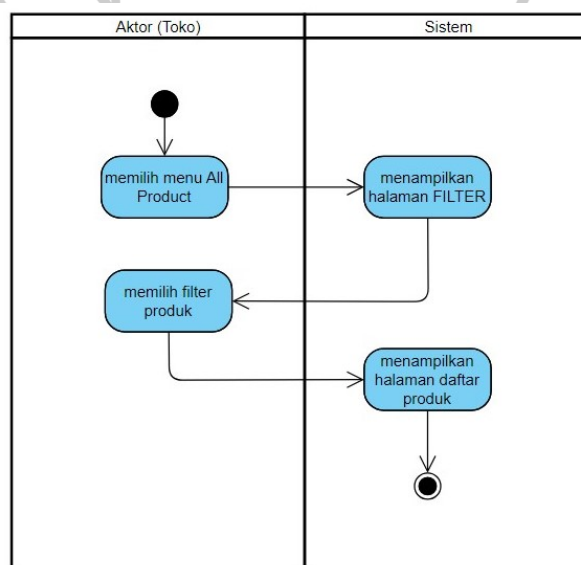 Aktor (Toko)
Sistem
memilih menu All
Product
menampilkan
halaman FILTER
memilih filter
produk
menampilkan
halaman daftar
produk